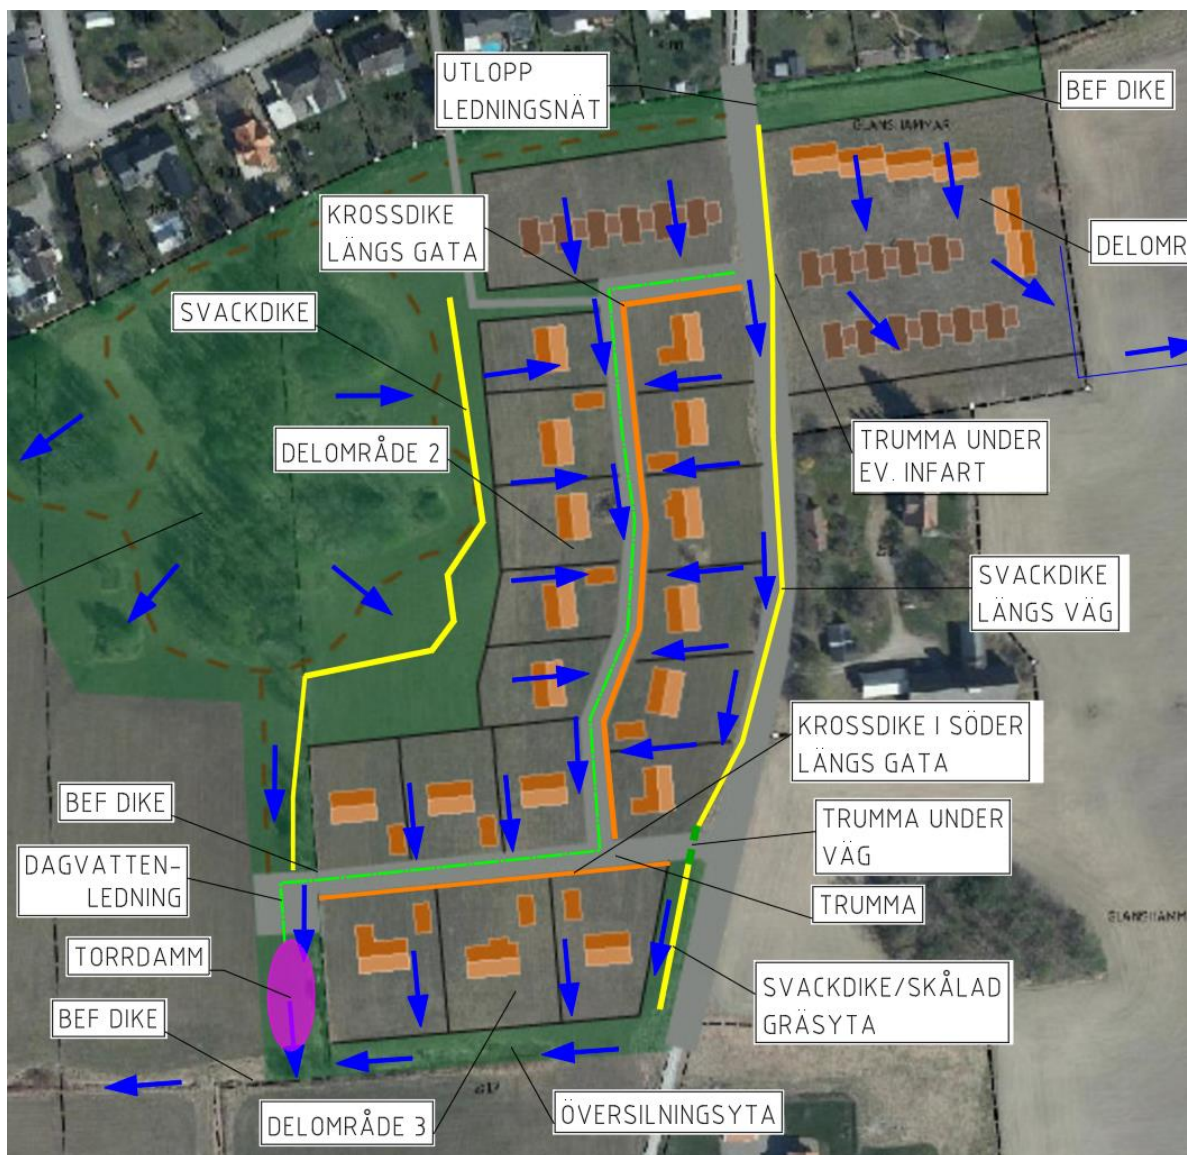 UTLOPP
LEDNINGSNÄT
BEF DIKE
GLANSHAMMAR
KROSSDIKE
LÄNGS GATA
DELOMR
SVACKDIKE
DELOMRÅDE 2
TRUMMA UNDER
EV. INFART
SVACKDIKE
LÄNGS VÄG
KROSSDIKE I SÖDER
LÄNGS GATA
BEF DIKE
TRUMMA UNDER
VÄG
DAGVATTEN-
LEDNING
TRUMMA
TORRDAMM
SVACKDIKE/SKÅLAD
GRÄSYTA
BEF DIKE
DELOMRÅDE 3
ÖVERSILNINGSYTA